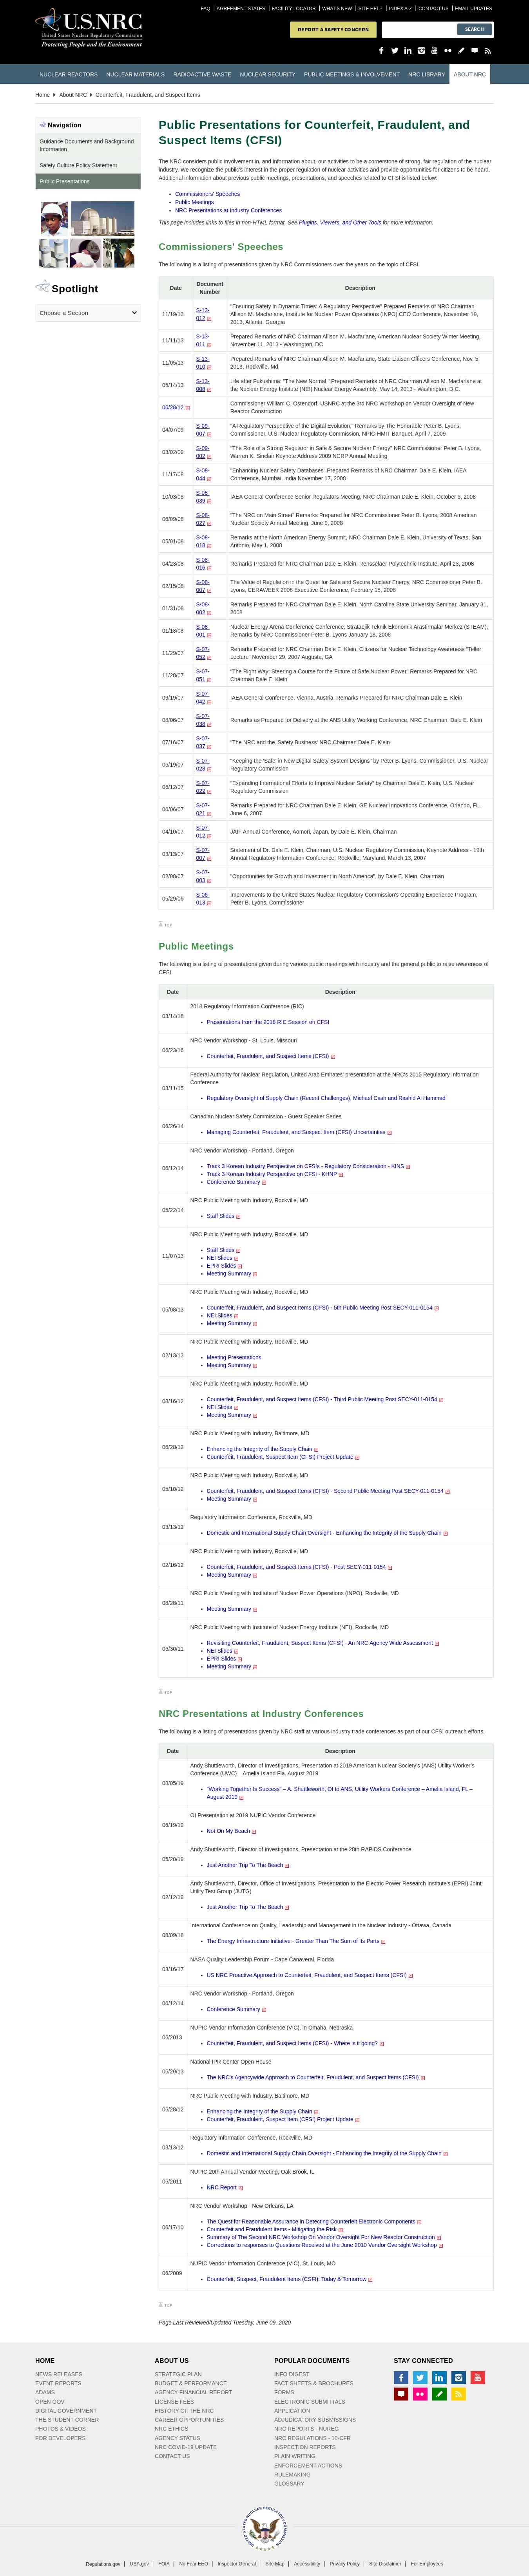 FAQ | AGREEMENT STATES | FACILITY LOCATOR | WHAT'S NEW | SITE HELP | INDEX A-Z | CONTACT US | EMAIL UPDATES
U.S.NRC
United States Nuclear Regulatory Commission
Protecting People and the Environment
REPORT A SAFETY CONCERN
SEARCH
NUCLEAR REACTORS NUCLEAR MATERIALS RADIOACTIVE WASTE NUCLEAR SECURITY PUBLIC MEETINGS & INVOLVEMENT NRC LIBRARY ABOUT NRC
Home About NRC Counterfeit, Fraudulent, and Suspect Items
Navigation
Guidance Documents and Background
Information
Safety Culture Policy Statement
Public Presentations
Spotlight
Choose a Section
Public Presentations for Counterfeit, Fraudulent, and
Suspect Items (CFSI)
The NRC considers public involvement in, and information about, our activities to be a cornerstone of strong, fair regulation of the nuclear
industry. We recognize the public's interest in the proper regulation of nuclear activities and provide opportunities for citizens to be heard.
Additional information about previous public meetings, presentations, and speeches related to CFSI is listed below:
Commissioners' Speeches
Public Meetings
NRC Presentations at Industry Conferences
This page includes links to files in non-HTML format. See Plugins, Viewers, and Other Tools for more information.
Commissioners' Speeches
The following is a listing of presentations given by NRC Commissioners over the years on the topic of CFSI.
Date Document Number Description
11/19/13 S-13-012 "Ensuring Safety in Dynamic Times: A Regulatory Perspective" Prepared Remarks of NRC Chairman
Allison M. Macfarlane, Institute for Nuclear Power Operations (INPO) CEO Conference, November 19,
2013, Atlanta, Georgia
11/11/13 S-13-011 Prepared Remarks of NRC Chairman Allison M. Macfarlane, American Nuclear Society Winter Meeting,
November 11, 2013 - Washington, DC
11/05/13 S-13-010 Prepared Remarks of NRC Chairman Allison M. Macfarlane, State Liaison Officers Conference, Nov. 5,
2013, Rockville, Md
05/14/13 S-13-008 Life after Fukushima: "The New Normal," Prepared Remarks of NRC Chairman Allison M. Macfarlane at
the Nuclear Energy Institute (NEI) Nuclear Energy Assembly, May 14, 2013 - Washington, D.C.
06/28/12 Commissioner William C. Ostendorf, USNRC at the 3rd NRC Workshop on Vendor Oversight of New
Reactor Construction
04/07/09 S-09-007 "A Regulatory Perspective of the Digital Evolution," Remarks by The Honorable Peter B. Lyons,
Commissioner, U.S. Nuclear Regulatory Commission, NPIC-HMIT Banquet, April 7, 2009
03/02/09 S-09-002 "The Role of a Strong Regulator in Safe & Secure Nuclear Energy" NRC Commissioner Peter B. Lyons,
Warren K. Sinclair Keynote Address 2009 NCRP Annual Meeting
11/17/08 S-08-044 "Enhancing Nuclear Safety Databases" Prepared Remarks of NRC Chairman Dale E. Klein, IAEA
Conference, Mumbai, India November 17, 2008
10/03/08 S-08-039 IAEA General Conference Senior Regulators Meeting, NRC Chairman Dale E. Klein, October 3, 2008
06/09/08 S-08-027 "The NRC on Main Street" Remarks Prepared for NRC Commissioner Peter B. Lyons, 2008 American
Nuclear Society Annual Meeting, June 9, 2008
05/01/08 S-08-018 Remarks at the North American Energy Summit, NRC Chairman Dale E. Klein, University of Texas, San
Antonio, May 1, 2008
04/23/08 S-08-016 Remarks Prepared for NRC Chairman Dale E. Klein, Rensselaer Polytechnic Institute, April 23, 2008
02/15/08 S-08-007 The Value of Regulation in the Quest for Safe and Secure Nuclear Energy, NRC Commissioner Peter B.
Lyons, CERAWEEK 2008 Executive Conference, February 15, 2008
01/31/08 S-08-002 Remarks Prepared for NRC Chairman Dale E. Klein, North Carolina State University Seminar, January 31,
2008
01/18/08 S-08-001 Nuclear Energy Arena Conference Conference, Stratarjik Teknik Ekonomik Arastirmalar Merkez (STEAM),
Remarks by NRC Commissioner Peter B. Lyons January 18, 2008
11/29/07 S-07-052 Remarks Prepared for NRC Chairman Dale E. Klein, Citizens for Nuclear Technology Awareness "Teller
Lecture" November 29, 2007 Augusta, GA
11/28/07 S-07-051 "The Right Way: Steering a Course for the Future of Safe Nuclear Power" Remarks Prepared for NRC
Chairman Dale E. Klein
09/19/07 S-07-042 IAEA General Conference, Vienna, Austria, Remarks Prepared for NRC Chairman Dale E. Klein
08/06/07 S-07-038 Remarks as Prepared for Delivery at the ANS Utility Working Conference, NRC Chairman, Dale E. Klein
07/16/07 S-07-037 "The NRC and the 'Safety Business' NRC Chairman Dale E. Klein
06/19/07 S-07-028 "Keeping the 'Safe' in New Digital Safety System Designs" by Peter B. Lyons, Commissioner, U.S. Nuclear
Regulatory Commission
06/12/07 S-07-022 "Expanding International Efforts to Improve Nuclear Safety" by Chairman Dale E. Klein, U.S. Nuclear
Regulatory Commission
06/06/07 S-07-021 Remarks Prepared for NRC Chairman Dale E. Klein, GE Nuclear Innovations Conference, Orlando, FL,
June 6, 2007
04/10/07 S-07-012 JAIF Annual Conference, Aomori, Japan, by Dale E. Klein, Chairman
03/13/07 S-07-007 Statement of Dr. Dale E. Klein, Chairman, U.S. Nuclear Regulatory Commission, Keynote Address - 19th
Annual Regulatory Information Conference, Rockville, Maryland, March 13, 2007
02/06/07 S-07-003 "Opportunities for Growth and Investment in North America", by Dale E. Klein, Chairman
05/29/06 S-06-013 Improvements to the United States Nuclear Regulatory Commission's Operating Experience Program,
Peter B. Lyons, Commissioner
TOP
Public Meetings
The following is a listing of presentations given during various public meetings with industry and the general public to raise awareness of
CFSI.
Date Description
03/14/18 2018 Regulatory Information Conference (RIC)
Presentations from the 2018 RIC Session on CFSI
06/23/16 NRC Vendor Workshop - St. Louis, Missouri
Counterfeit, Fraudulent, and Suspect Items (CFSI)
03/11/15 Federal Authority for Nuclear Regulation, United Arab Emirates' presentation at the NRC's 2015 Regulatory Information
Conference
Regulatory Oversight of Supply Chain (Recent Challenges), Michael Cash and Rashid Al Hammadi
06/26/14 Canadian Nuclear Safety Commission - Guest Speaker Series
Managing Counterfeit, Fraudulent, and Suspect Item (CFSI) Uncertainties
06/12/14 NRC Vendor Workshop - Portland, Oregon
Track 3 Korean Industry Perspective on CFSIs - Regulatory Consideration - KINS
Track 3 Korean Industry Perspective on CFSI - KHNP
Conference Summary
05/22/14 NRC Public Meeting with Industry, Rockville, MD
Staff Slides
11/07/13 NRC Public Meeting with Industry, Rockville, MD
Staff Slides
NEI Slides
EPRI Slides
Meeting Summary
05/08/13 NRC Public Meeting with Industry, Rockville, MD
Counterfeit, Fraudulent, and Suspect Items (CFSI) - 5th Public Meeting Post SECY-011-0154
NEI Slides
Meeting Summary
02/13/13 NRC Public Meeting with Industry, Rockville, MD
Meeting Presentations
Meeting Summary
08/16/12 NRC Public Meeting with Industry, Rockville, MD
Counterfeit, Fraudulent, and Suspect Items (CFSI) - Third Public Meeting Post SECY-011-0154
NEI Slides
Meeting Summary
06/28/12 NRC Public Meeting with Industry, Baltimore, MD
Enhancing the Integrity of the Supply Chain
Counterfeit, Fraudulent, Suspect Item (CFSI) Project Update
05/10/12 NRC Public Meeting with Industry, Rockville, MD
Counterfeit, Fraudulent, and Suspect Items (CFSI) - Second Public Meeting Post SECY-011-0154
Meeting Summary
03/13/12 Regulatory Information Conference, Rockville, MD
Domestic and International Supply Chain Oversight - Enhancing the Integrity of the Supply Chain
02/16/12 NRC Public Meeting with Industry, Rockville, MD
Counterfeit, Fraudulent, and Suspect Items (CFSI) - Post SECY-011-0154
Meeting Summary
09/28/11 NRC Public Meeting with Institute of Nuclear Power Operations (INPO), Rockville, MD
Meeting Summary
06/30/11 NRC Public Meeting with Institute of Nuclear Energy Institute (NEI), Rockville, MD
Revisiting Counterfeit, Fraudulent, Suspect Items (CFSI) - An NRC Agency Wide Assessment
NEI Slides
EPRI Slides
Meeting Summary
TOP
NRC Presentations at Industry Conferences
The following is a listing of presentations given by NRC staff at various industry trade conferences as part of our CFSI outreach efforts.
Date Description
08/05/19 Andy Shuttleworth, Director of Investigations, Presentation at 2019 American Nuclear Society's (ANS) Utility Worker's
Conference (UWC) – Amelia Island Fla. August 2019.
"Working Together Is Success" – A. Shuttleworth, OI to ANS, Utility Workers Conference – Amelia Island, FL –
August 2019
06/19/19 OI Presentation at 2019 NUPIC Vendor Conference
Not On My Beach
05/20/19 Andy Shuttleworth, Director of Investigations, Presentation at the 28th RAPIDS Conference
Just Another Trip To The Beach
02/12/19 Andy Shuttleworth, Director, Office of Investigations, Presentation to the Electric Power Research Institute's (EPRI) Joint
Utility Test Group (JUTG)
Just Another Trip To The Beach
09/09/18 International Conference on Quality, Leadership and Management in the Nuclear Industry - Ottawa, Canada
The Energy Infrastructure Initiative - Greater Than The Sum of Its Parts
03/16/17 NASA Quality Leadership Forum - Cape Canaveral, Florida
US NRC Proactive Approach to Counterfeit, Fraudulent, and Suspect Items (CFSI)
06/12/14 NRC Vendor Workshop - Portland, Oregon
Conference Summary
06/2013 NUPIC Vendor Information Conference (VIC), in Omaha, Nebraska
Counterfeit, Fraudulent, and Suspect Items (CFSI) - Where is it going?
06/20/13 National IPR Center Open House
The NRC's Agencywide Approach to Counterfeit, Fraudulent, and Suspect Items (CFSI)
06/28/12 NRC Public Meeting with Industry, Baltimore, MD
Enhancing the Integrity of the Supply Chain
Counterfeit, Fraudulent, Suspect Item (CFSI) Project Update
03/13/12 Regulatory Information Conference, Rockville, MD
Domestic and International Supply Chain Oversight - Enhancing the Integrity of the Supply Chain
06/2011 NUPIC 20th Annual Vendor Meeting, Oak Brook, IL
NRC Report
06/17/10 NRC Vendor Workshop - New Orleans, LA
The Quest for Reasonable Assurance in Detecting Counterfeit Electronic Components
Counterfeit and Fraudulent Items - Mitigating the Risk
Summary of The Second NRC Workshop On Vendor Oversight For New Reactor Construction
Corrections to responses to Questions Received at the June 2010 Vendor Oversight Workshop
06/2009 NUPIC Vendor Information Conference (VIC), St. Louis, MO
Counterfeit, Suspect, Fraudulent Items (CSFI): Today & Tomorrow
TOP
Page Last Reviewed/Updated Tuesday, June 09, 2020
HOME
NEWS RELEASES
EVENT REPORTS
ADAMS
OPEN GOV
DIGITAL GOVERNMENT
THE STUDENT CORNER
PHOTOS & VIDEOS
FOR DEVELOPERS
ABOUT US
STRATEGIC PLAN
BUDGET & PERFORMANCE
AGENCY FINANCIAL REPORT
LICENSE FEES
HISTORY OF THE NRC
CAREER OPPORTUNITIES
NRC ETHICS
AGENCY STATUS
NRC COVID-19 UPDATE
CONTACT US
POPULAR DOCUMENTS
INFO DIGEST
FACT SHEETS & BROCHURES
FORMS
ELECTRONIC SUBMITTALS
APPLICATION
ADJUDICATORY SUBMISSIONS
NRC REPORTS - NUREG
NRC REGULATIONS - 10-CFR
INSPECTION REPORTS
PLAIN WRITING
ENFORCEMENT ACTIONS
RULEMAKING
GLOSSARY
STAY CONNECTED
UNITED STATES NUCLEAR REGULATORY COMMISSION
Regulations.gov | USA.gov | FOIA | No Fear EEO | Inspector General | Site Map | Accessibility | Privacy Policy | Site Disclaimer | For Employees